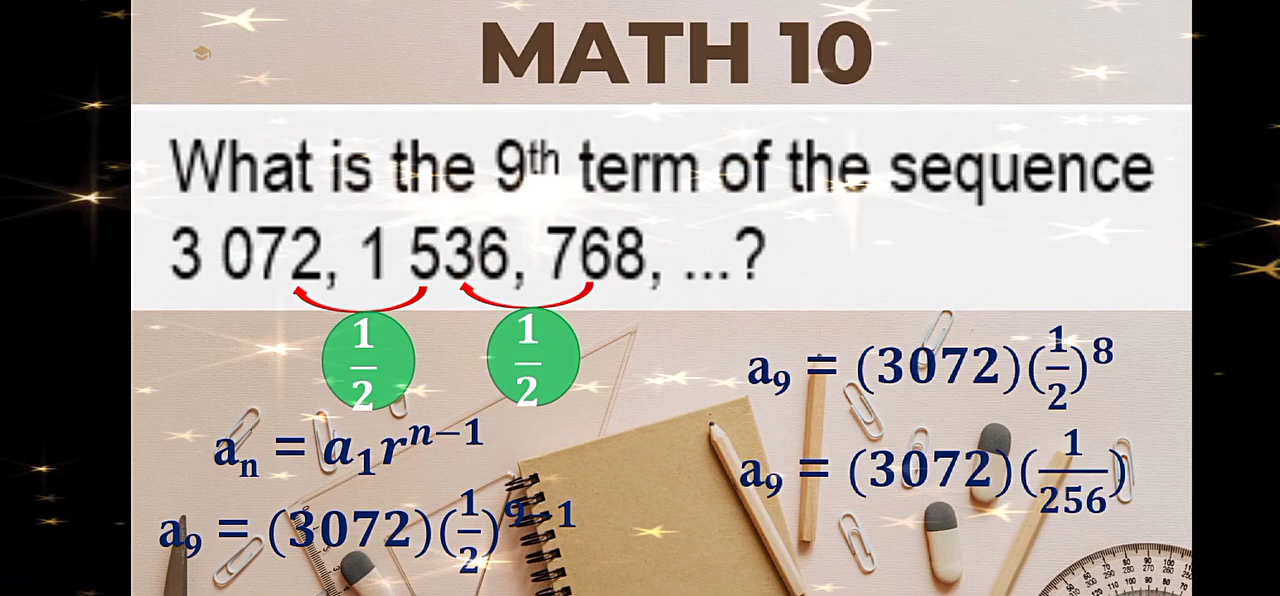 MATH 10
What is the 9th term of the sequence
3 072, 1 536, 768, ...?
1/2 1/2
aₙ = a₁rⁿ⁻¹
a₉ = (3072)(1/2)⁹⁻¹
a₉ = (3072)(1/2)⁸
a₉ = (3072)(1/256)